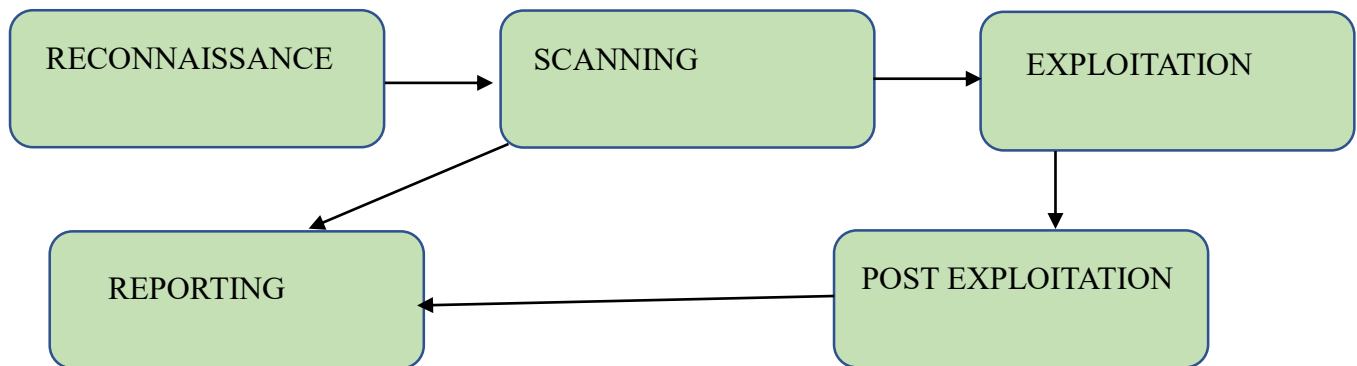 RECONNAISSANCE
SCANNING
EXPLOITATION
REPORTING
POST EXPLOITATION